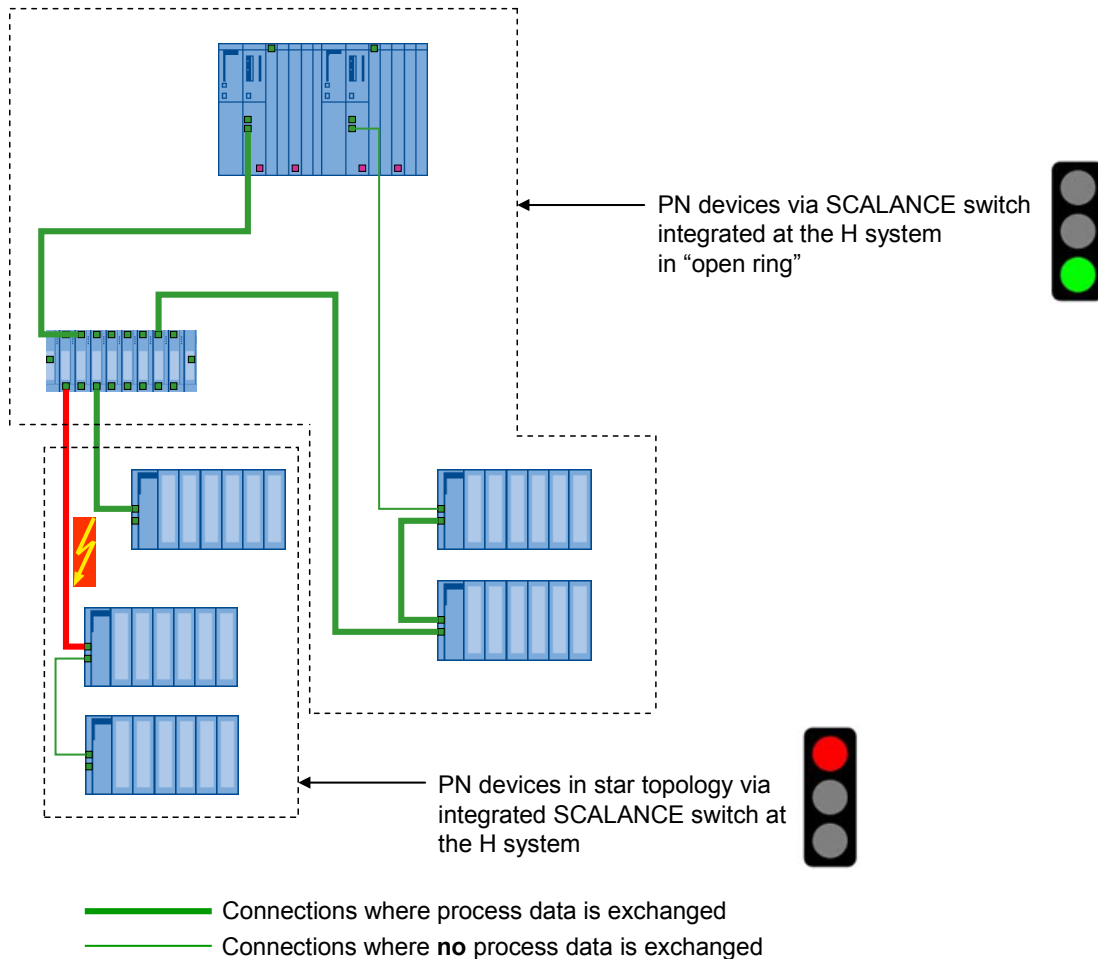 PN devices via SCALANCE switch
integrated at the H system
in “open ring”
PN devices in star topology via
integrated SCALANCE switch at
the H system
Connections where process data is exchanged
Connections where no process data is exchanged